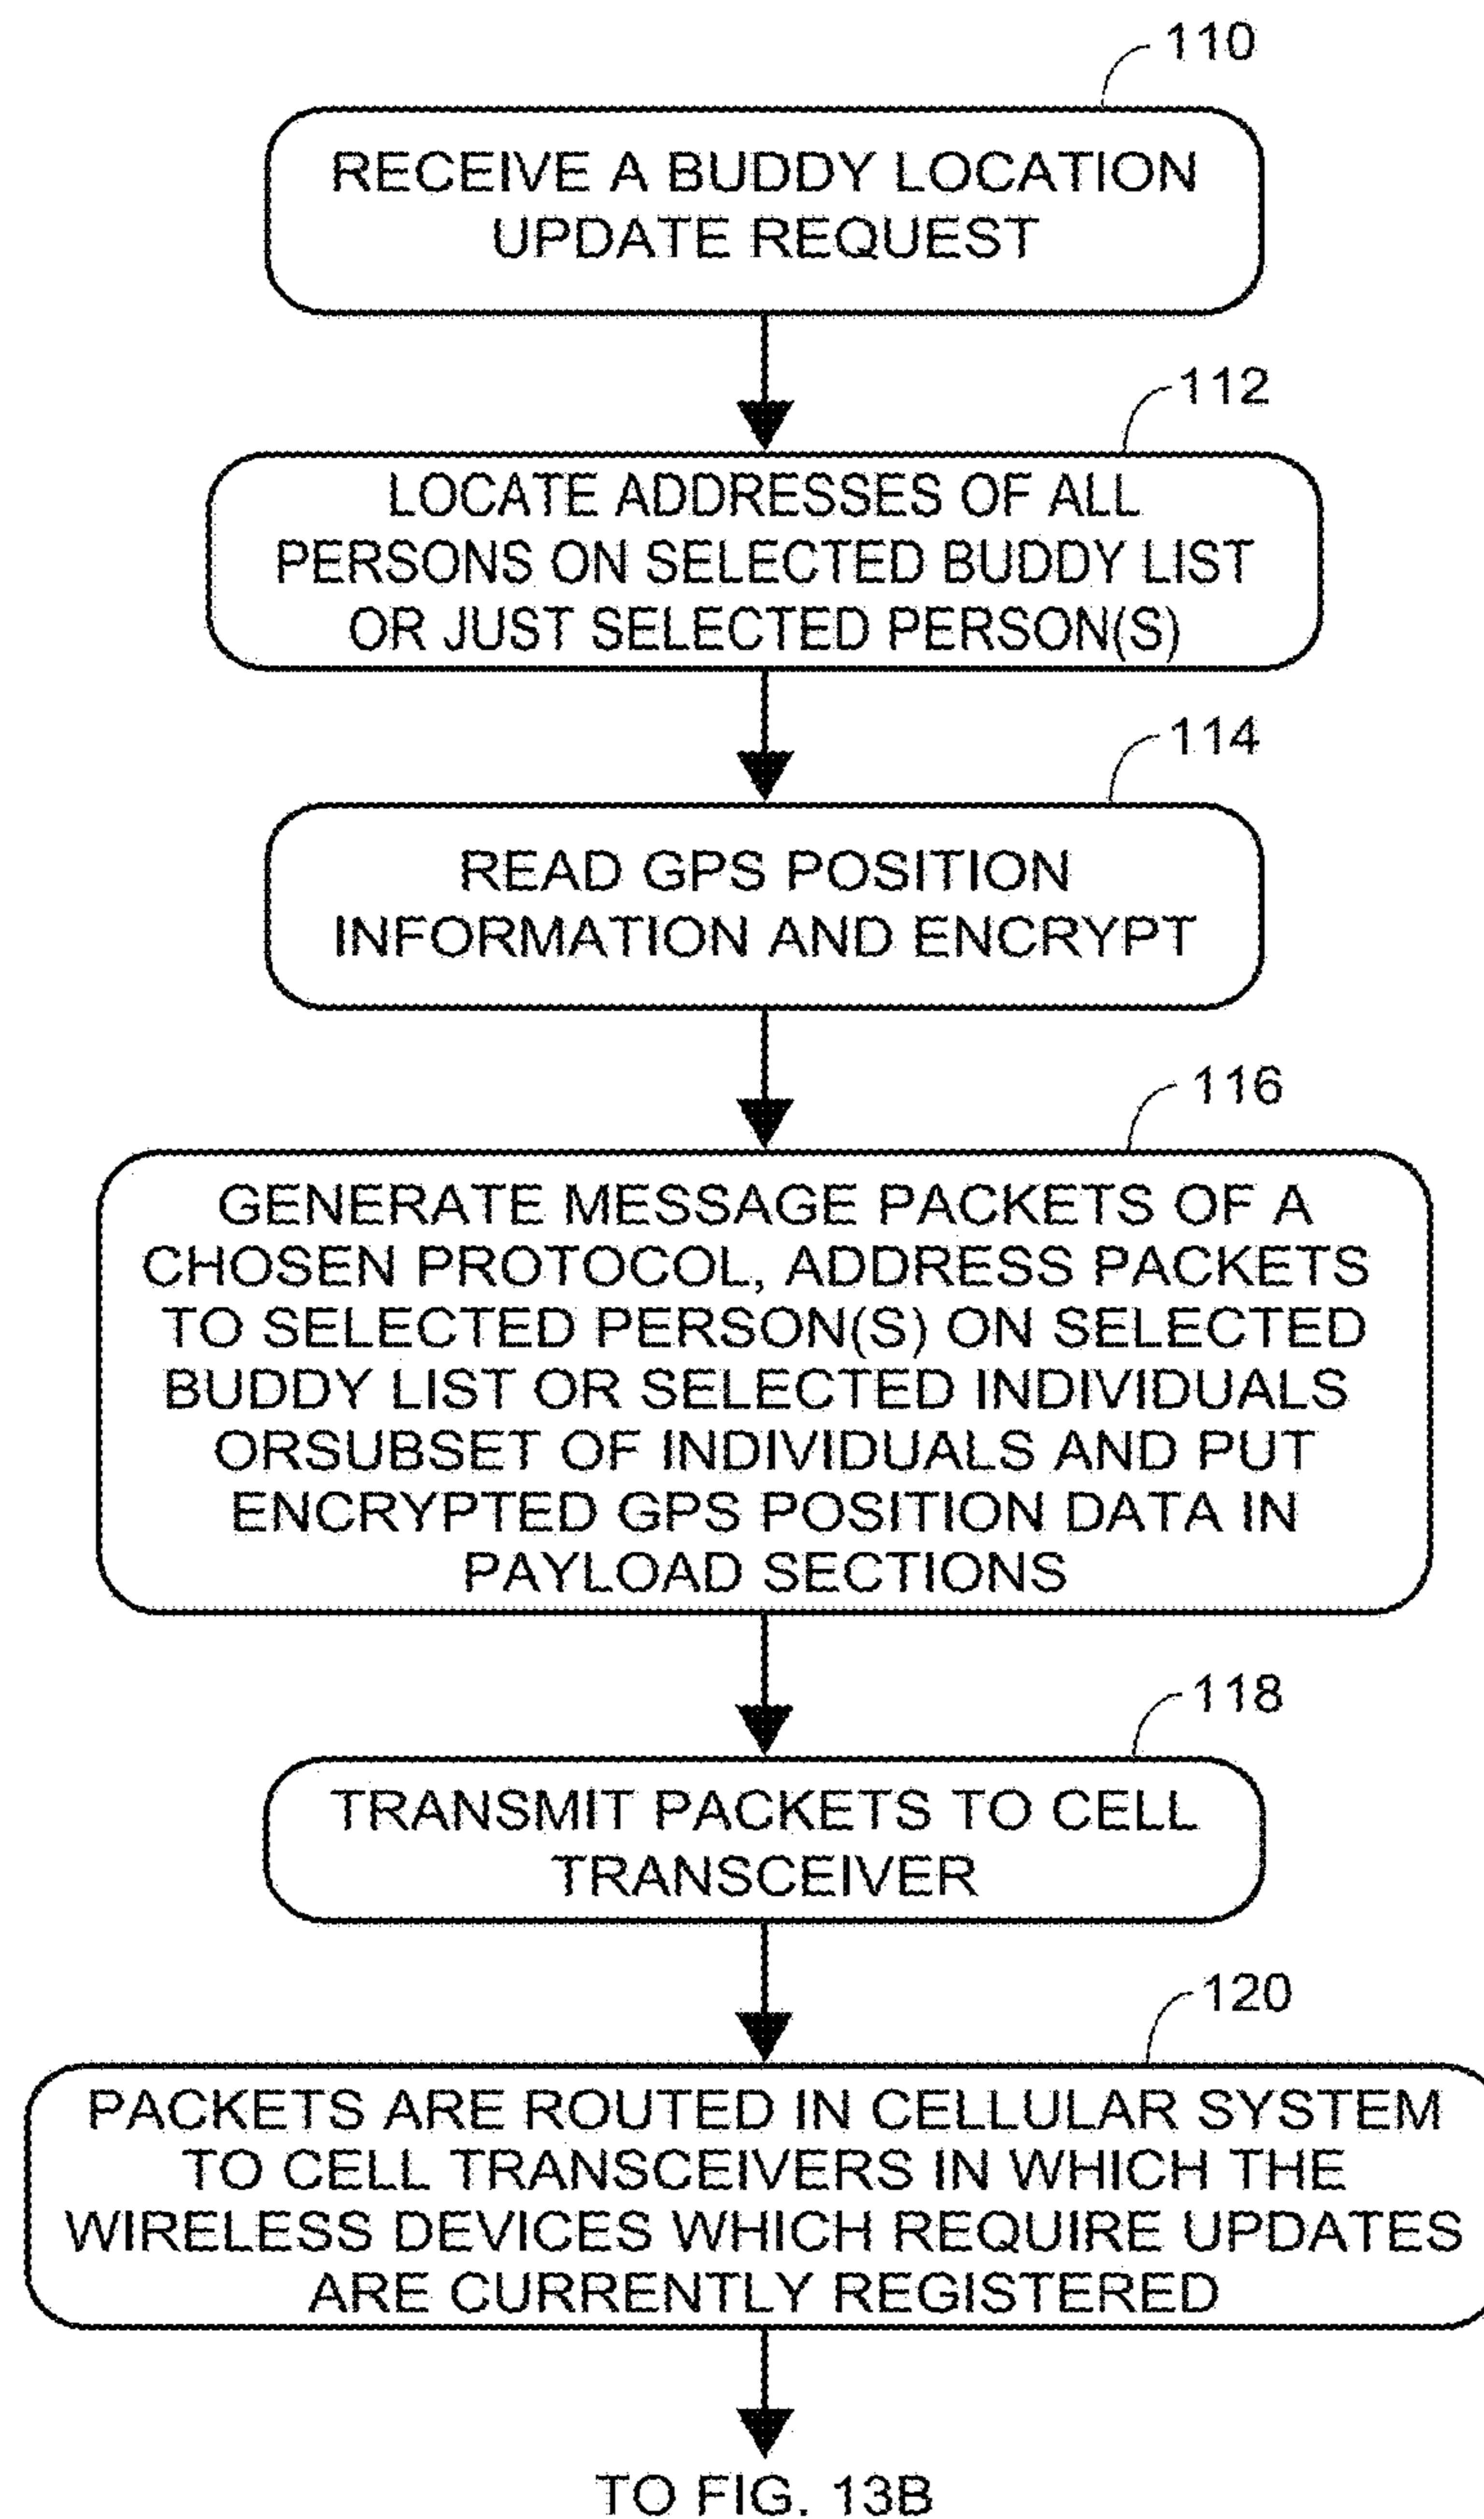 110
RECEIVE A BUDDY LOCATION
UPDATE REQUEST
112
LOCATE ADDRESSES OF ALL
PERSONS ON SELECTED BUDDY LIST
OR JUST SELECTED PERSON(S)
114
READ GPS POSITION
INFORMATION AND ENCRYPT
116
GENERATE MESSAGE PACKETS OF A
CHOSEN PROTOCOL, ADDRESS PACKETS
TO SELECTED PERSON(S) ON SELECTED
BUDDY LIST OR SELECTED INDIVIDUALS
ORSUBSET OF INDIVIDUALS AND PUT
ENCRYPTED GPS POSITION DATA IN
PAYLOAD SECTIONS
118
TRANSMIT PACKETS TO CELL
TRANSCEIVER
120
PACKETS ARE ROUTED IN CELLULAR SYSTEM
TO CELL TRANSCEIVERS IN WHICH THE
WIRELESS DEVICES WHICH REQUIRE UPDATES
ARE CURRENTLY REGISTERED
TO FIG. 13B